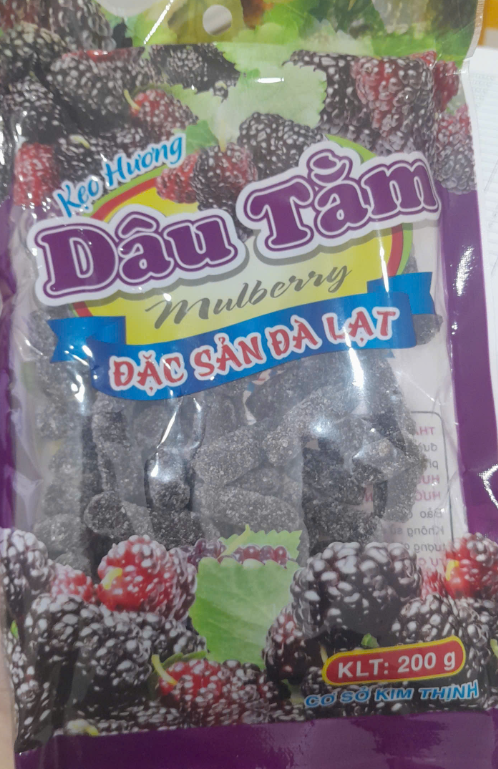 Kẹo Hương
Dâu Tằm
Mulberry
ĐẶC SẢN ĐÀ LẠT
KLT: 200 g
CƠ SỞ KIM THỊNH